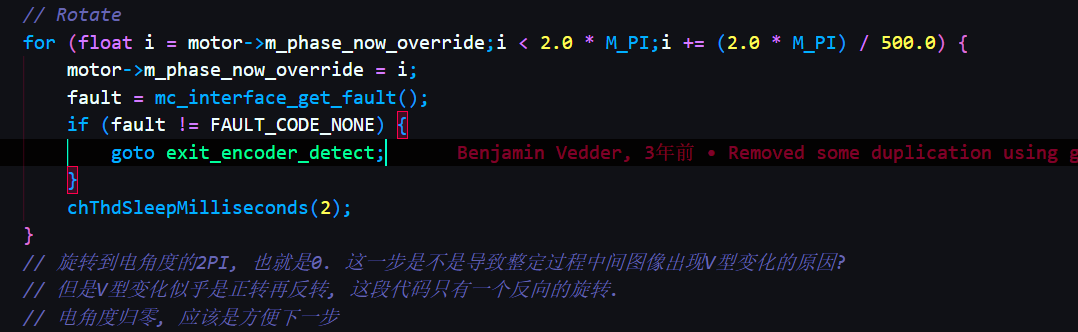 // Rotate
for (float i = motor->m_phase_now_override;i < 2.0 * M_PI;i += (2.0 * M_PI) / 500.0) {
motor->m_phase_now_override = i;
fault = mc_interface_get_fault();
if (fault != FAULT_CODE_NONE) {
goto exit_encoder_detect; Benjamin Vedder, 3年前 • Removed some duplication using g
}
chThdSleepMilliseconds(2);
}
// 旋转到电角度的2PI, 也就是0. 这一步是不是导致整定过程中间图像出现V型变化的原因?
// 但是V型变化似乎是正转再反转, 这段代码只有一个反向的旋转.
// 电角度归零, 应该是方便下一步